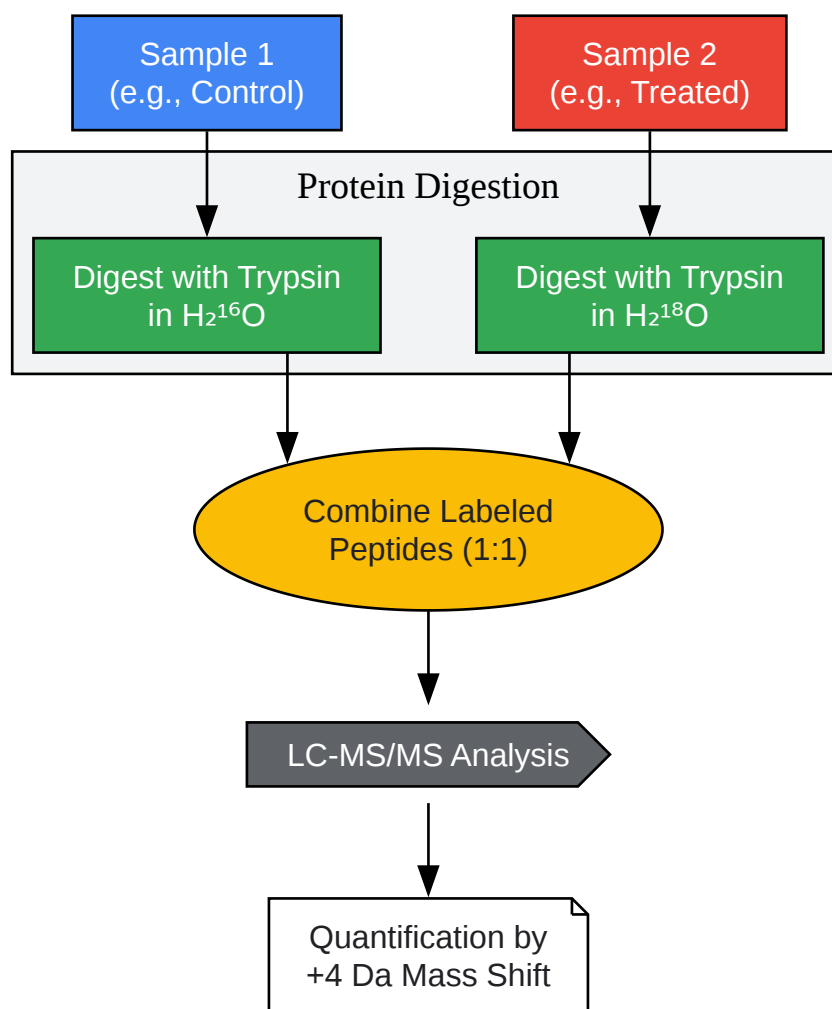 Sample 1
(e.g., Control)
Sample 2
(e.g., Treated)
Protein Digestion
Digest with Trypsin
in H₂¹⁶O
Digest with Trypsin
in H₂¹⁸O
Combine Labeled
Peptides (1:1)
LC-MS/MS Analysis
Quantification by
+4 Da Mass Shift